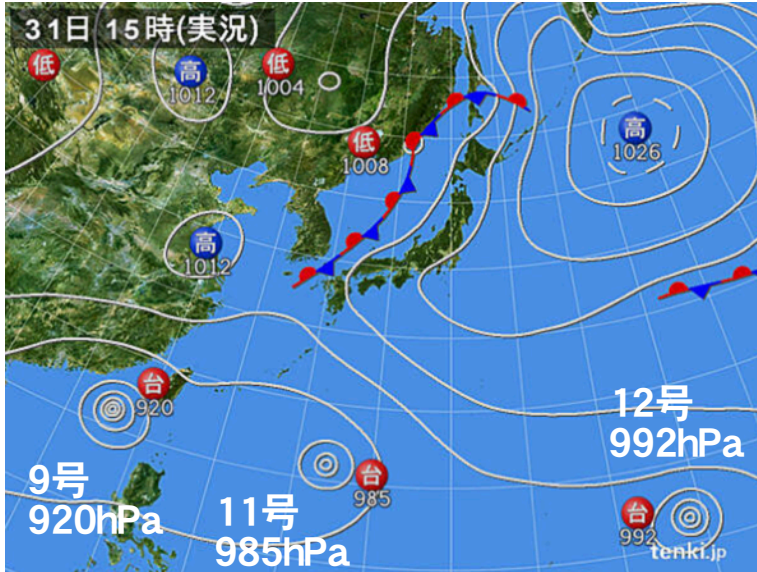 31日 15時(実況)
低
高
1012
低
1004
低
1008
高
1026
高
1012
台
920
9号
920hPa
台
985
11号
985hPa
12号
992hPa
台
992
tenki.jp